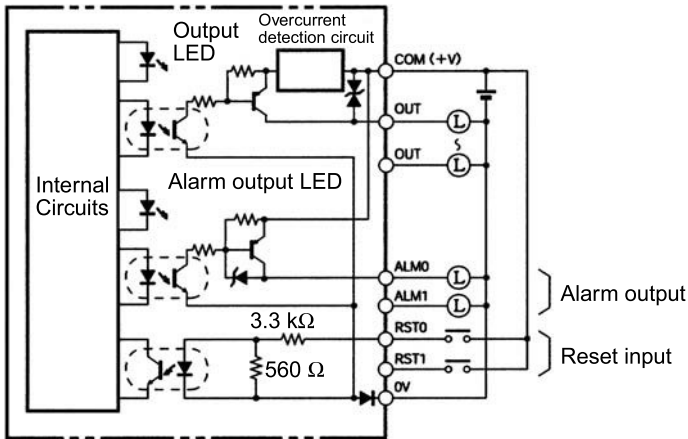 Output
LED
Overcurrent
detection circuit
COM (+V)
OUT
L
OUT
L
Internal
Circuits
Alarm output LED
ALM0
L
ALM1
L
Alarm output
3.3 kΩ
RST0
560 Ω
RST1
Reset input
0V